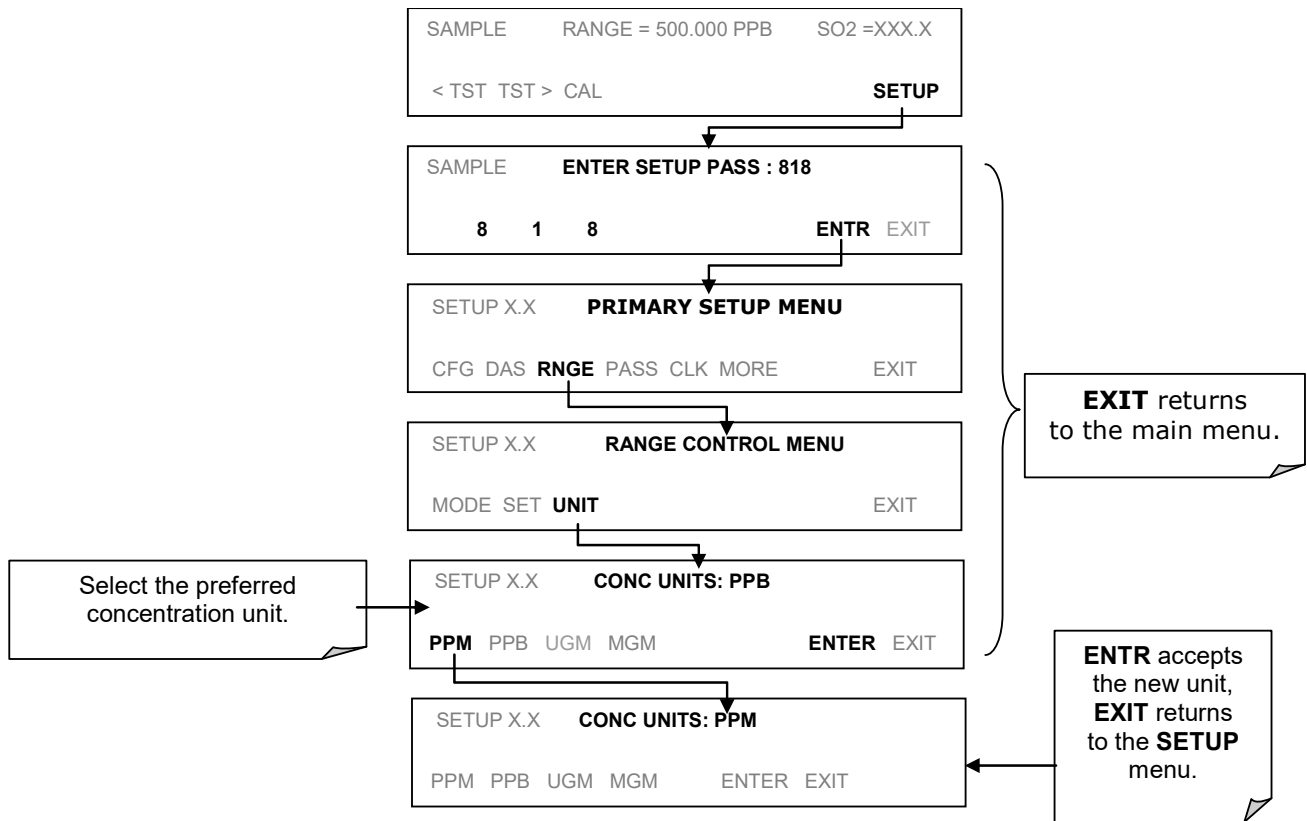 SAMPLE RANGE = 500.000 PPB SO2 =XXX.X
< TST TST > CAL SETUP
SAMPLE ENTER SETUP PASS : 818
8 1 8 ENTR EXIT
SETUP X.X PRIMARY SETUP MENU
CFG DAS RNGE PASS CLK MORE EXIT
EXIT returns
to the main menu.
SETUP X.X RANGE CONTROL MENU
MODE SET UNIT EXIT
Select the preferred
concentration unit.
SETUP X.X CONC UNITS: PPB
PPM PPB UGM MGM ENTER EXIT
ENTR accepts
the new unit,
EXIT returns
to the SETUP
menu.
SETUP X.X CONC UNITS: PPM
PPM PPB UGM MGM ENTER EXIT